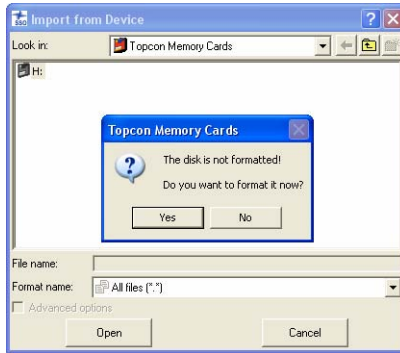 SSO Import from Device
Look in: Topcon Memory Cards
H:
Topcon Memory Cards
The disk is not formatted!
Do you want to format it now?
Yes No
File name:
Format name: All files (*.*)
Advanced options
Open Cancel